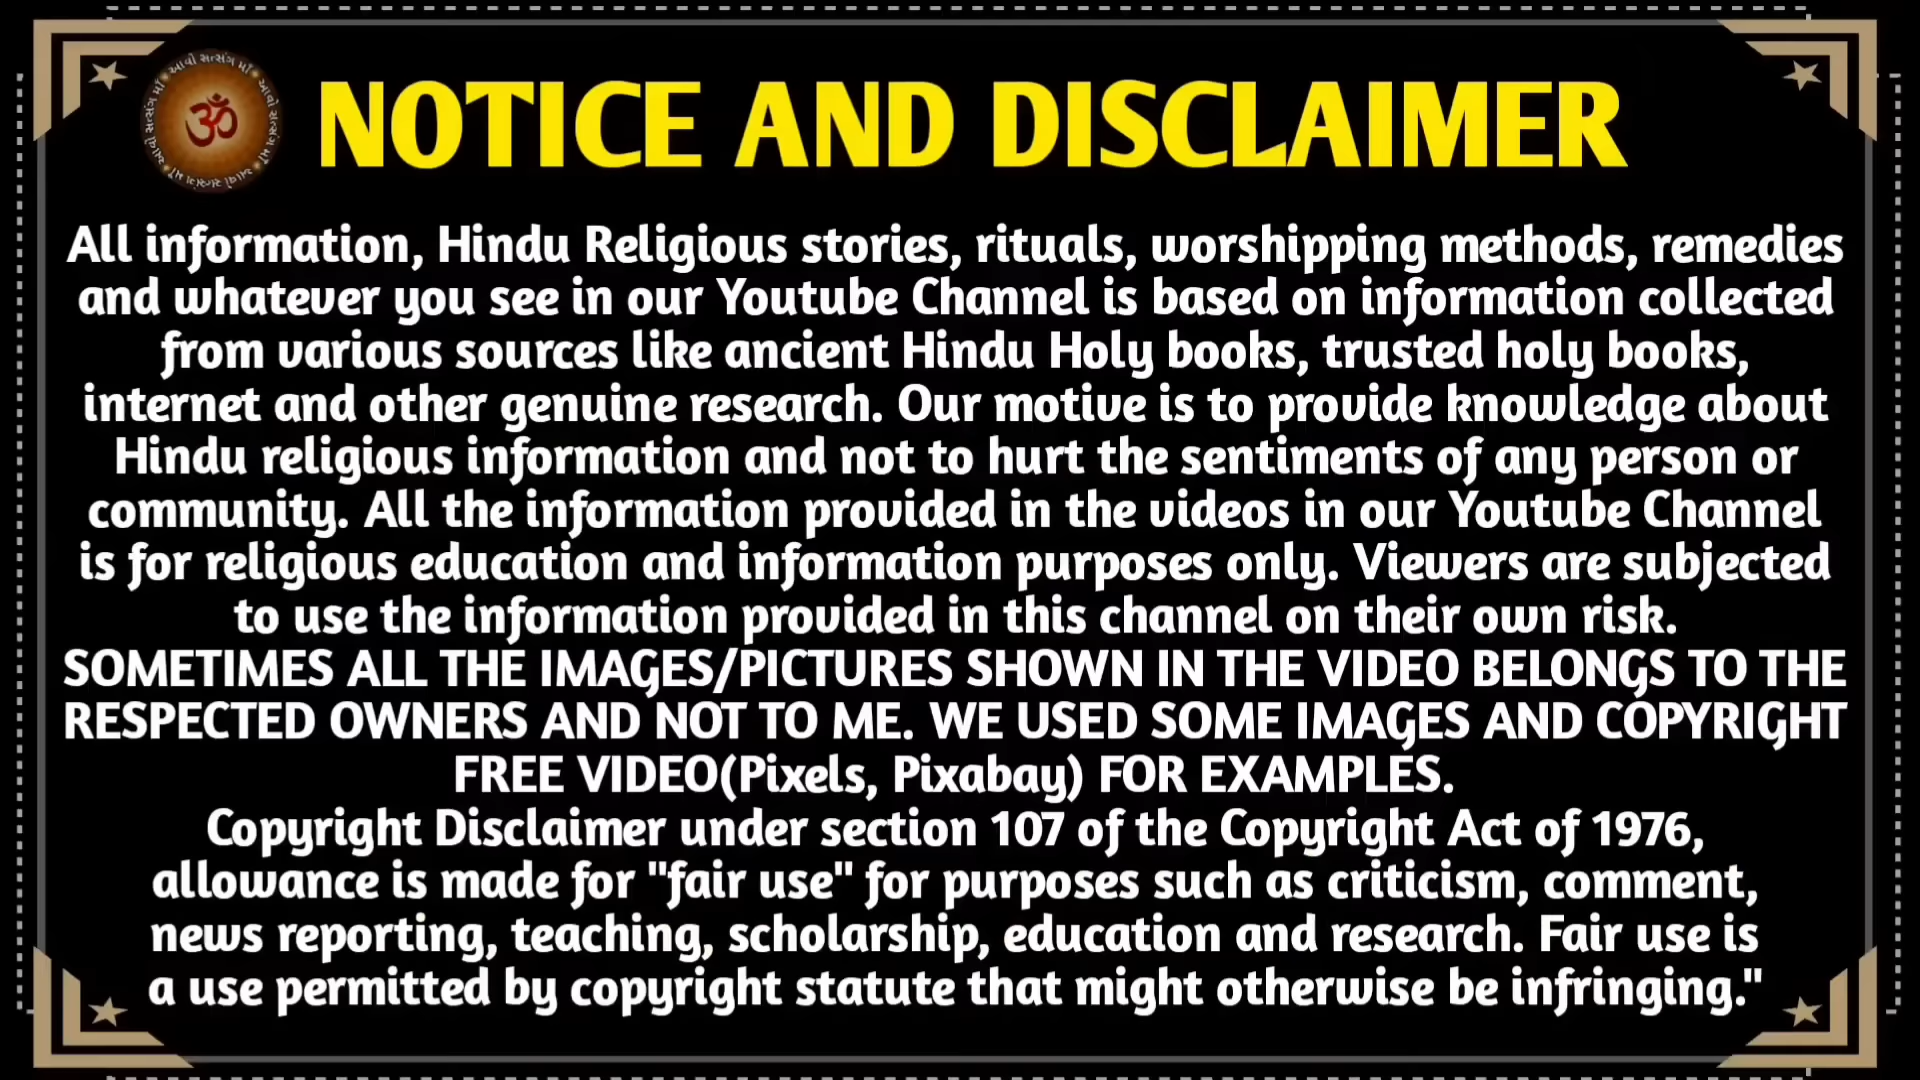 આવો સત્સંગ માઁ • આવો સત્સંગ માઁ • આવો સત્સંગ માઁ • આવો સત્સંગ માઁ
ॐ
NOTICE AND DISCLAIMER
All information, Hindu Religious stories, rituals, worshipping methods, remedies
and whatever you see in our Youtube Channel is based on information collected
from various sources like ancient Hindu Holy books, trusted holy books,
internet and other genuine research. Our motive is to provide knowledge about
Hindu religious information and not to hurt the sentiments of any person or
community. All the information provided in the videos in our Youtube Channel
is for religious education and information purposes only. Viewers are subjected
to use the information provided in this channel on their own risk.
SOMETIMES ALL THE IMAGES/PICTURES SHOWN IN THE VIDEO BELONGS TO THE
RESPECTED OWNERS AND NOT TO ME. WE USED SOME IMAGES AND COPYRIGHT
FREE VIDEO(Pixels, Pixabay) FOR EXAMPLES.
Copyright Disclaimer under section 107 of the Copyright Act of 1976,
allowance is made for "fair use" for purposes such as criticism, comment,
news reporting, teaching, scholarship, education and research. Fair use is
a use permitted by copyright statute that might otherwise be infringing."